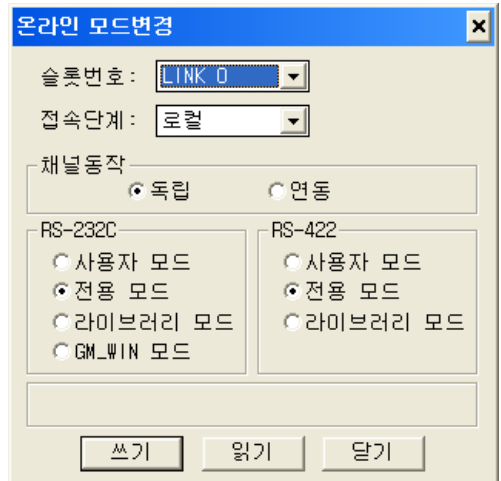 온라인 모드변경
슬롯번호: LINK 0
접속단계: 로컬
채널동작
독립 연동
RS-232C
사용자 모드
전용 모드
라이브러리 모드
GM_WIN 모드
RS-422
사용자 모드
전용 모드
라이브러리 모드
쓰기 읽기 닫기